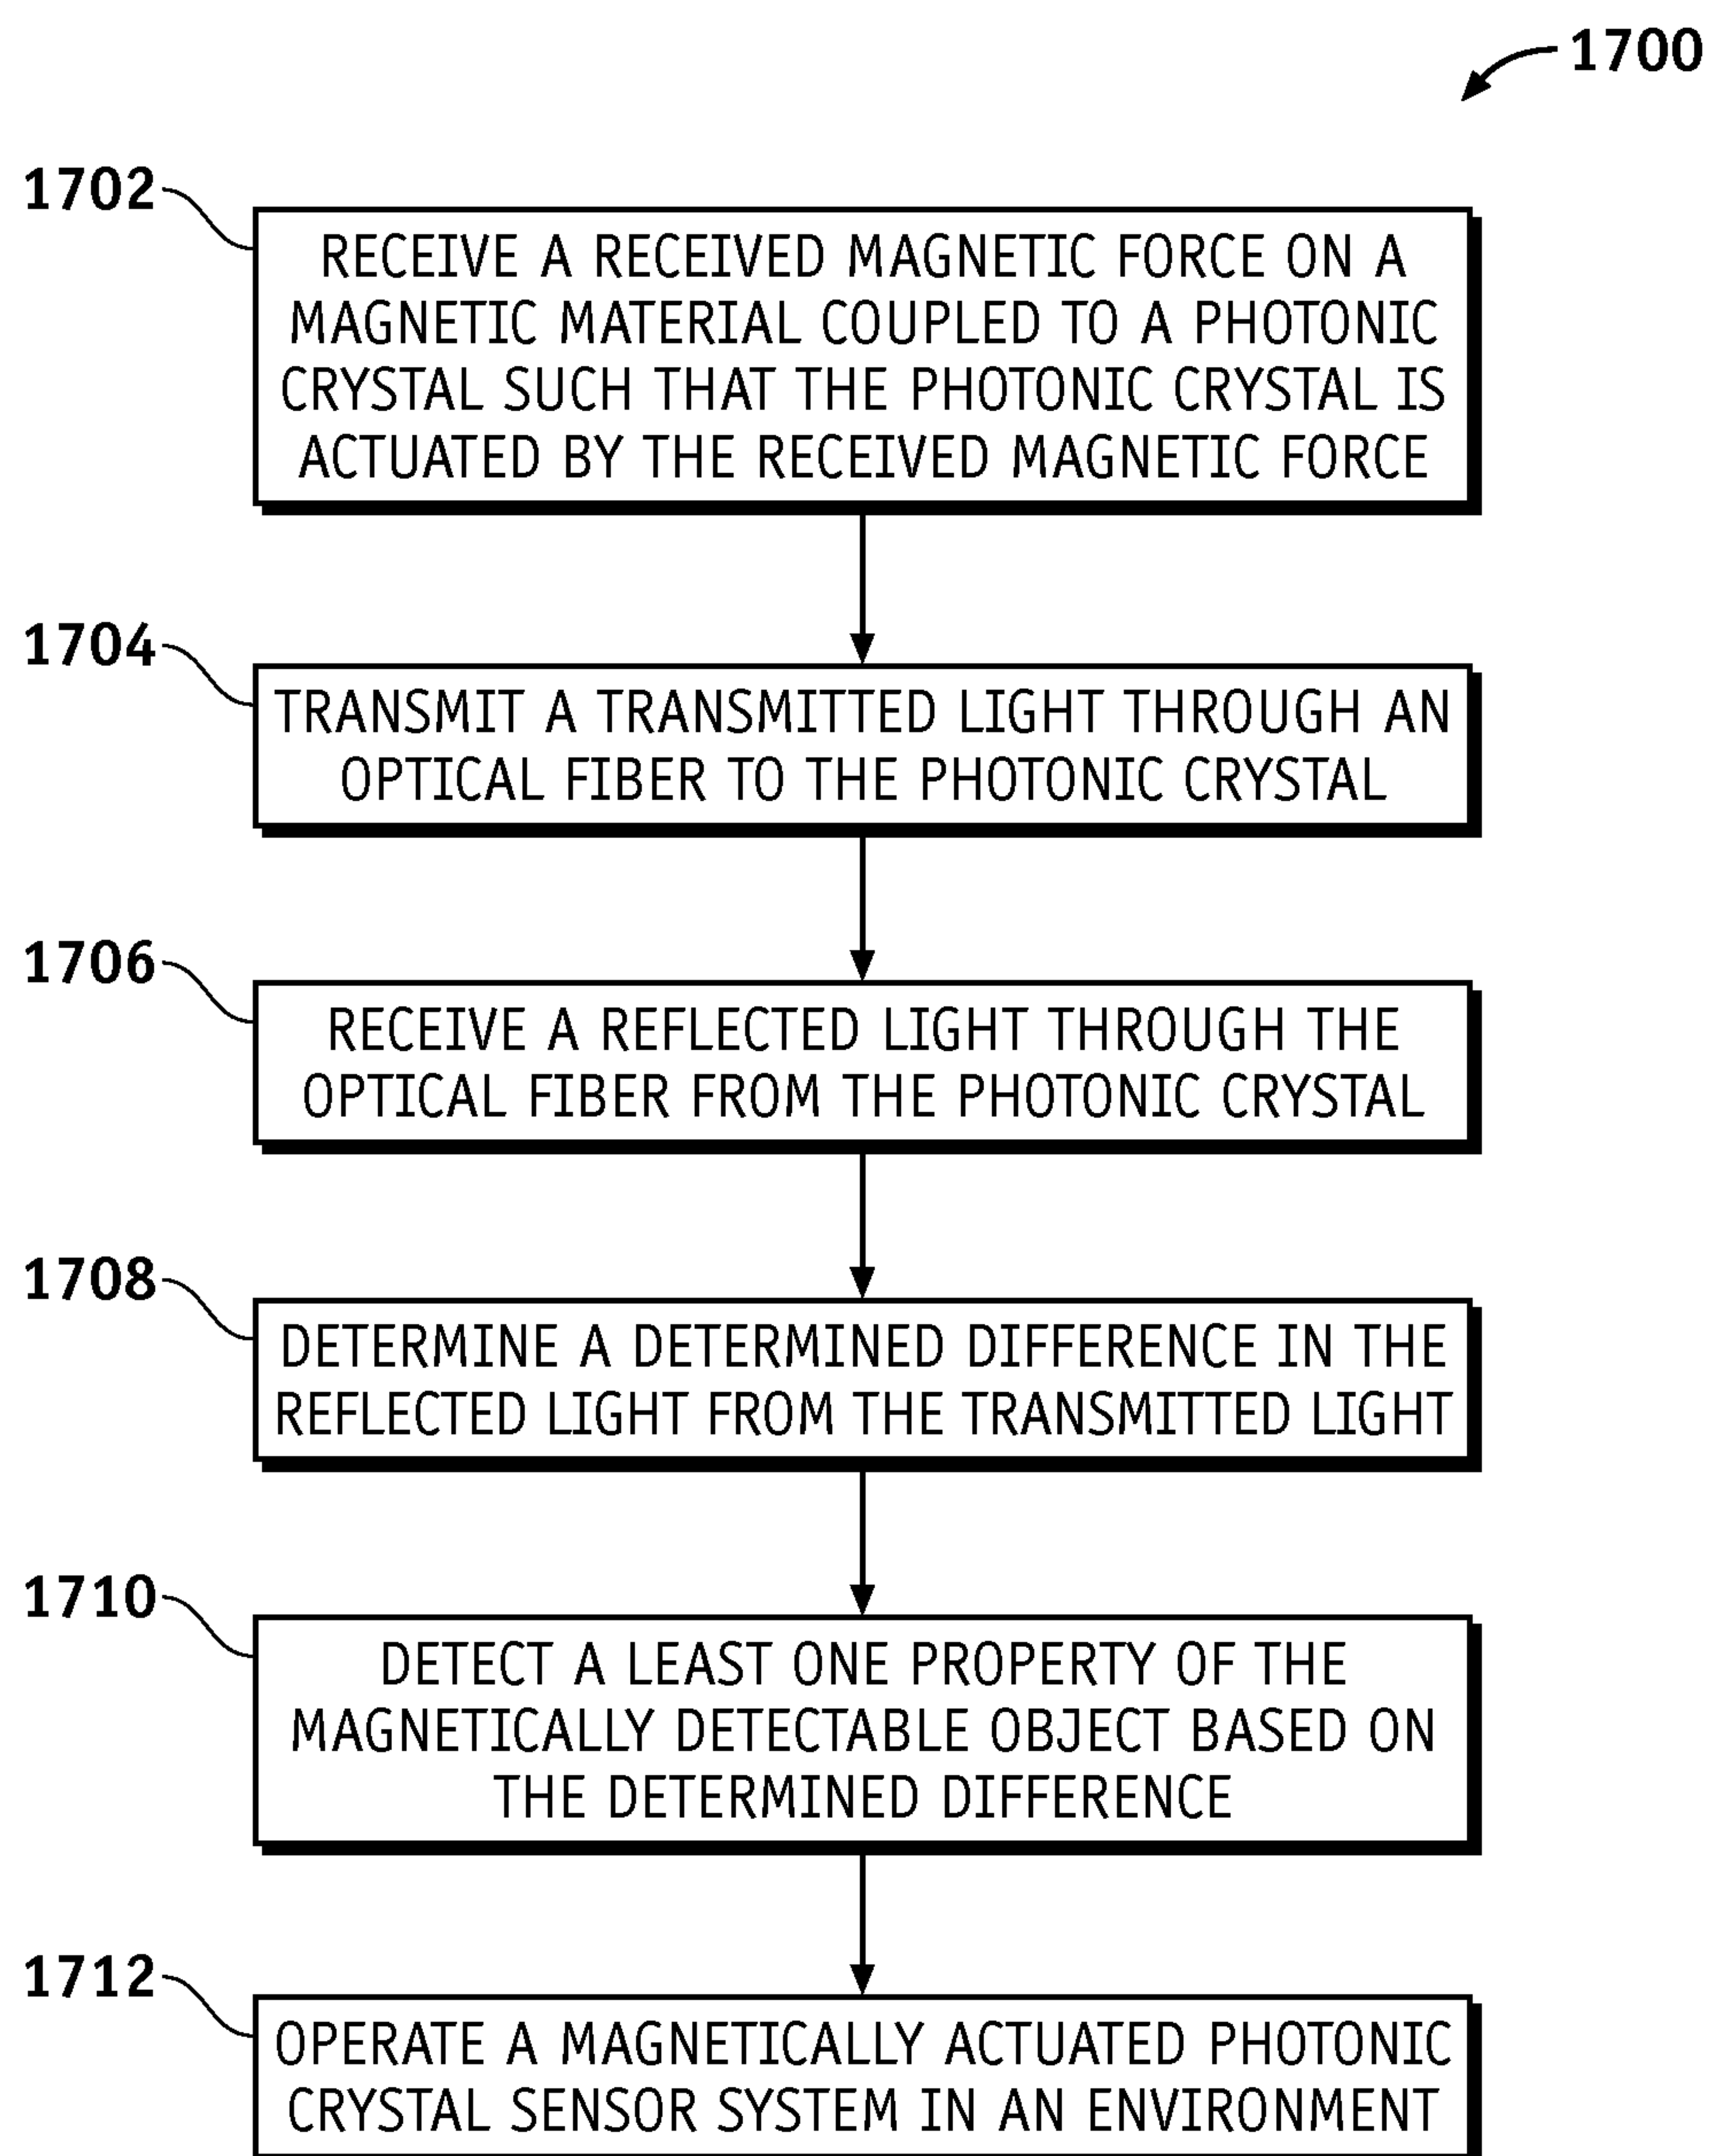 1700
1702
RECEIVE A RECEIVED MAGNETIC FORCE ON A
MAGNETIC MATERIAL COUPLED TO A PHOTONIC
CRYSTAL SUCH THAT THE PHOTONIC CRYSTAL IS
ACTUATED BY THE RECEIVED MAGNETIC FORCE
1704
TRANSMIT A TRANSMITTED LIGHT THROUGH AN
OPTICAL FIBER TO THE PHOTONIC CRYSTAL
1706
RECEIVE A REFLECTED LIGHT THROUGH THE
OPTICAL FIBER FROM THE PHOTONIC CRYSTAL
1708
DETERMINE A DETERMINED DIFFERENCE IN THE
REFLECTED LIGHT FROM THE TRANSMITTED LIGHT
1710
DETECT A LEAST ONE PROPERTY OF THE
MAGNETICALLY DETECTABLE OBJECT BASED ON
THE DETERMINED DIFFERENCE
1712
OPERATE A MAGNETICALLY ACTUATED PHOTONIC
CRYSTAL SENSOR SYSTEM IN AN ENVIRONMENT